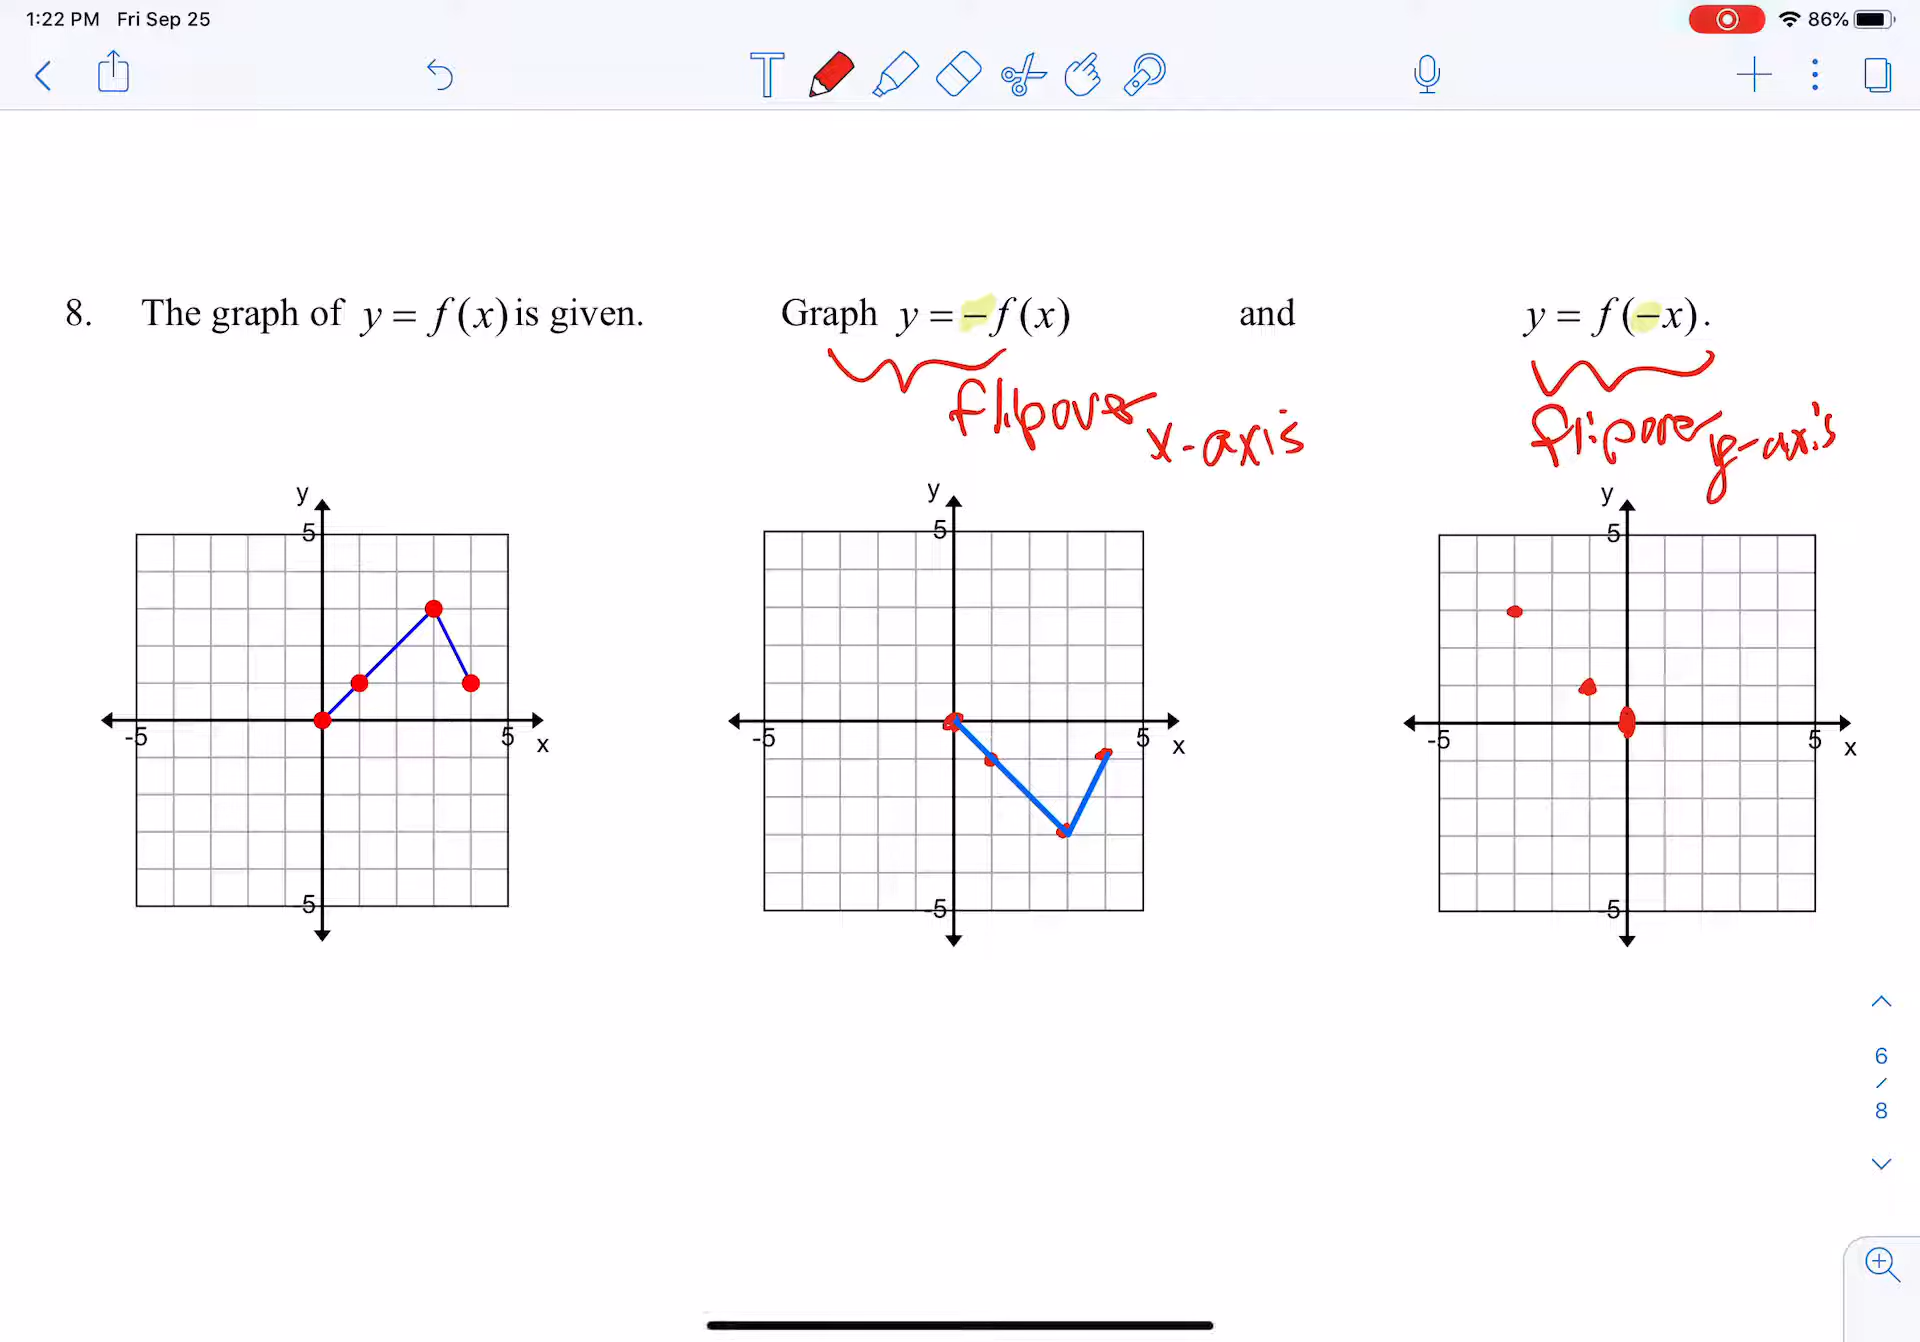 1:22 PM Fri Sep 25 86%
T
8. The graph of y = f(x) is given. Graph y = -f(x) and y = f(-x).
flip over x-axis
flip over y-axis
y
5
-5
5
x
-5
y
5
-5
5
x
-5
y
5
-5
5
x
-5
6
/
8